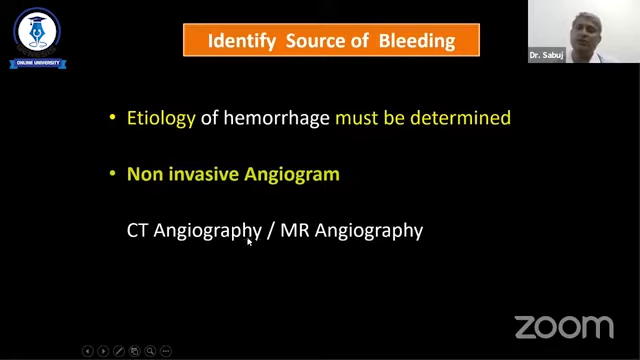 Identify Source of Bleeding
Dr. Sabuj
ONLINE UNIVERSITY
• Etiology of hemorrhage must be determined
• Non invasive Angiogram
CT Angiography / MR Angiography
zoom